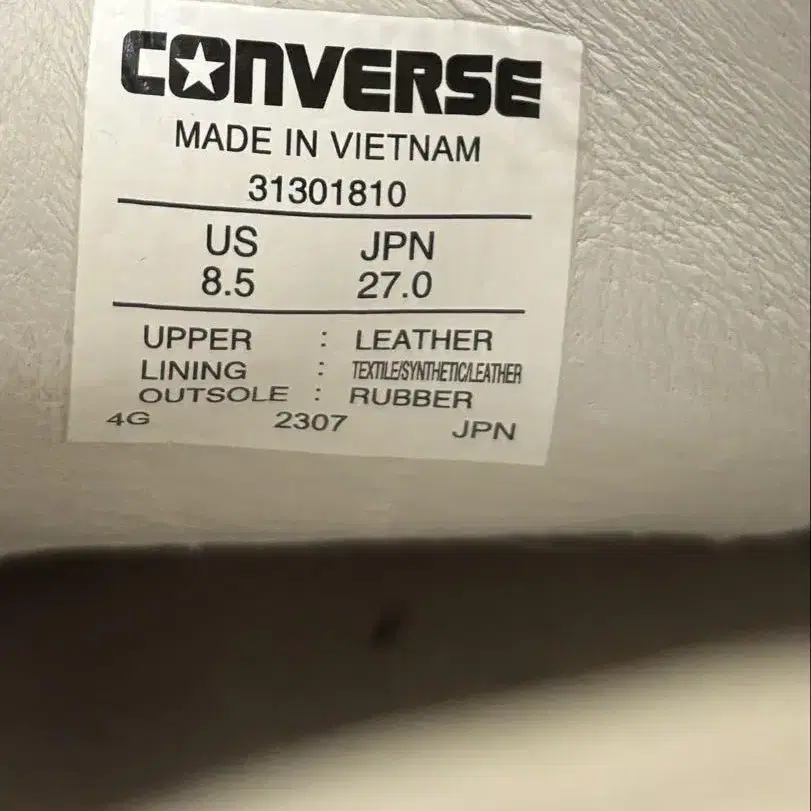 CONVERSE
MADE IN VIETNAM
31301810
US JPN
8.5 27.0
UPPER : LEATHER
LINING : TEXTILE/SYNTHETIC/LEATHER
OUTSOLE : RUBBER
4G 2307 JPN